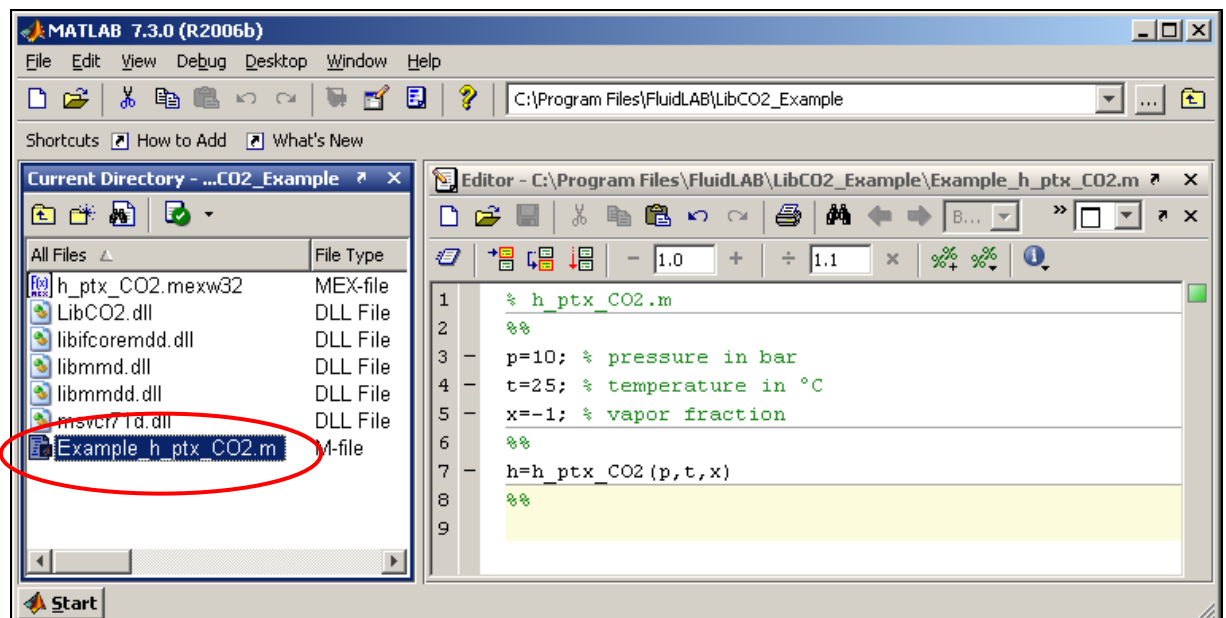 MATLAB 7.3.0 (R2006b)
File Edit View Debug Desktop Window Help
C:\Program Files\FluidLAB\LibCO2_Example ...
Shortcuts How to Add What's New
Current Directory - ...CO2_Example
All Files File Type
h_ptx_CO2.mexw32 MEX-file
LibCO2.dll DLL File
libifcoremdd.dll DLL File
libmmd.dll DLL File
libmmdd.dll DLL File
msvcr71d.dll DLL File
Example_h_ptx_CO2.m M-file
Editor - C:\Program Files\FluidLAB\LibCO2_Example\Example_h_ptx_CO2.m
B... »
− 1.0 + ÷ 1.1 × %+ %
1 % h_ptx_CO2.m
2 %%
3 – p=10; % pressure in bar
4 – t=25; % temperature in °C
5 – x=-1; % vapor fraction
6 %%
7 – h=h_ptx_CO2(p,t,x)
8 %%
9
Start